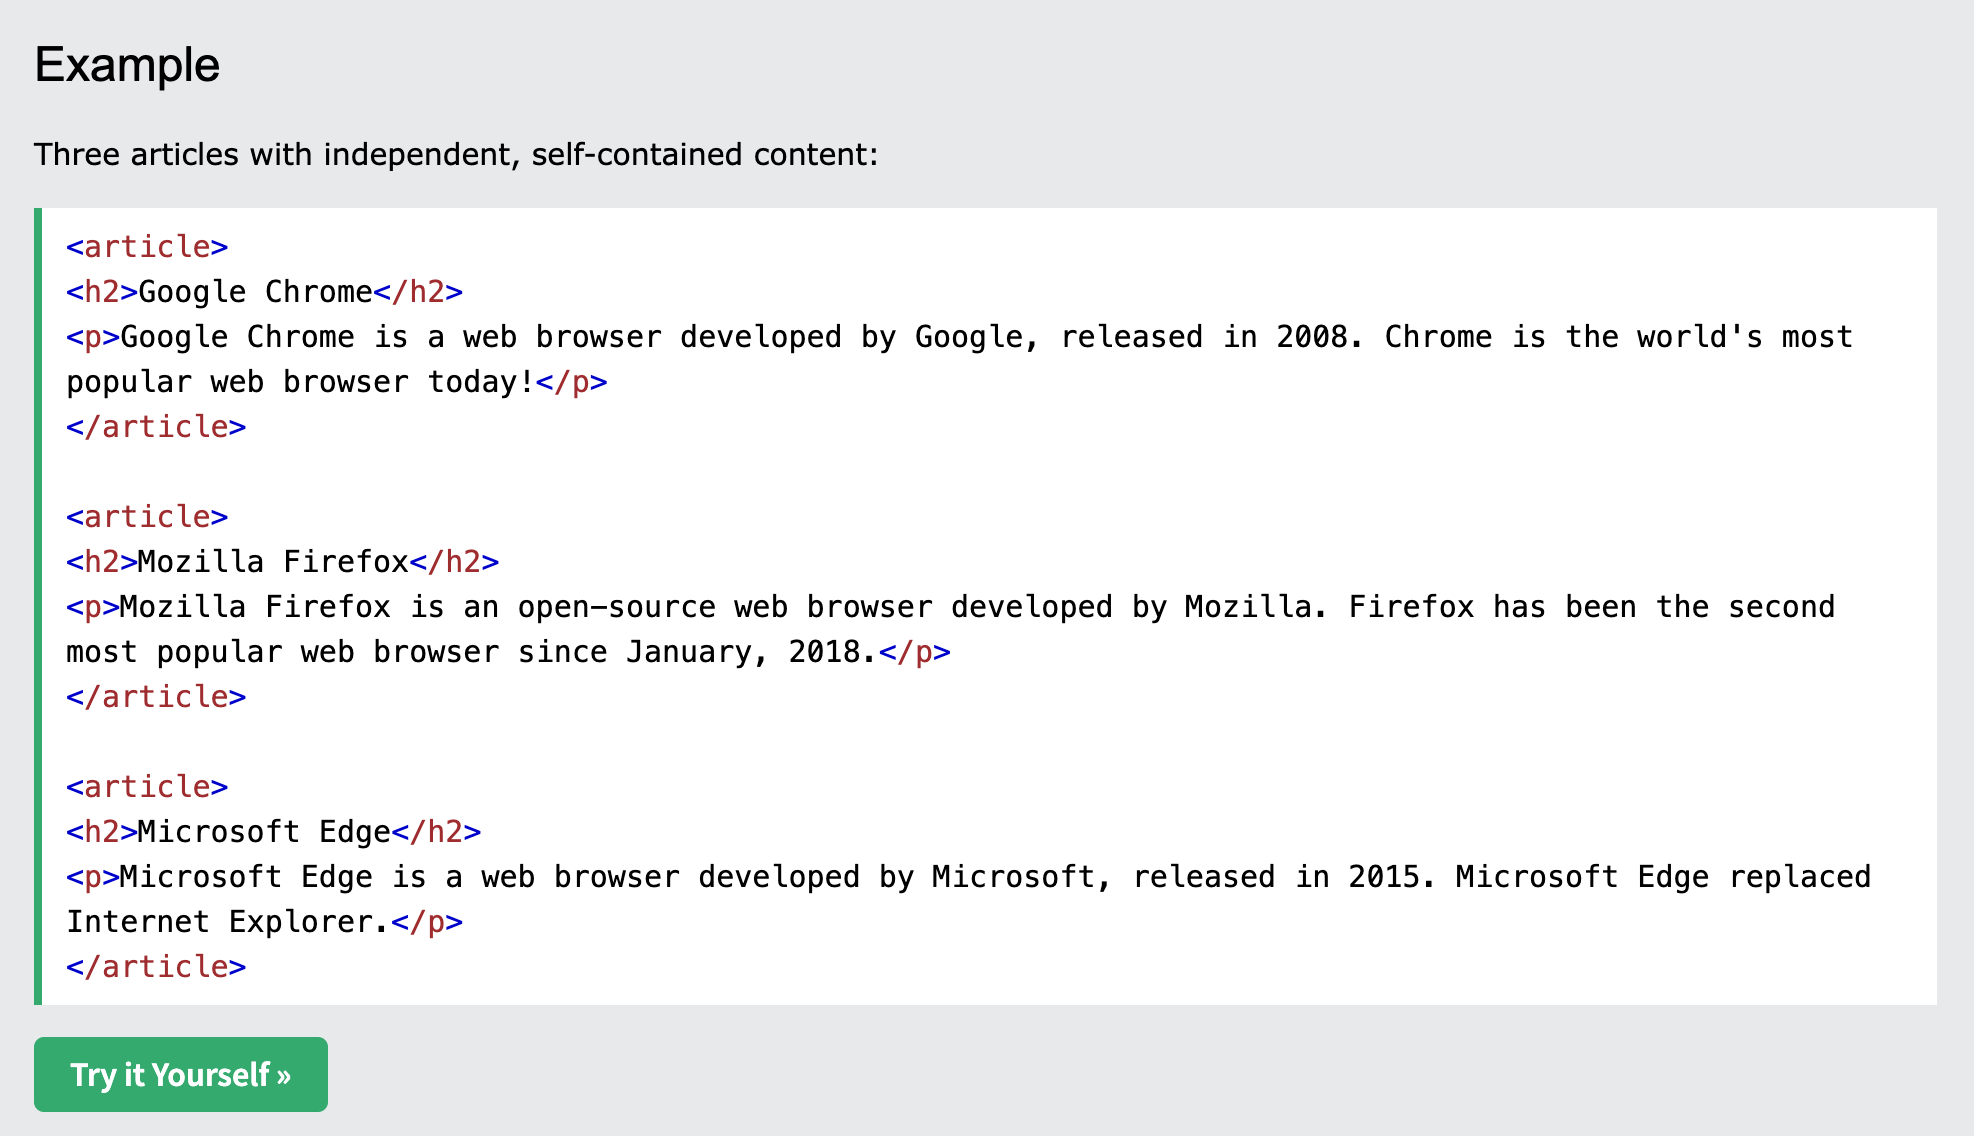 Example
Three articles with independent, self-contained content:
<article>
<h2>Google Chrome</h2>
<p>Google Chrome is a web browser developed by Google, released in 2008. Chrome is the world's most
popular web browser today!</p>
</article>
<article>
<h2>Mozilla Firefox</h2>
<p>Mozilla Firefox is an open-source web browser developed by Mozilla. Firefox has been the second
most popular web browser since January, 2018.</p>
</article>
<article>
<h2>Microsoft Edge</h2>
<p>Microsoft Edge is a web browser developed by Microsoft, released in 2015. Microsoft Edge replaced
Internet Explorer.</p>
</article>
Try it Yourself »